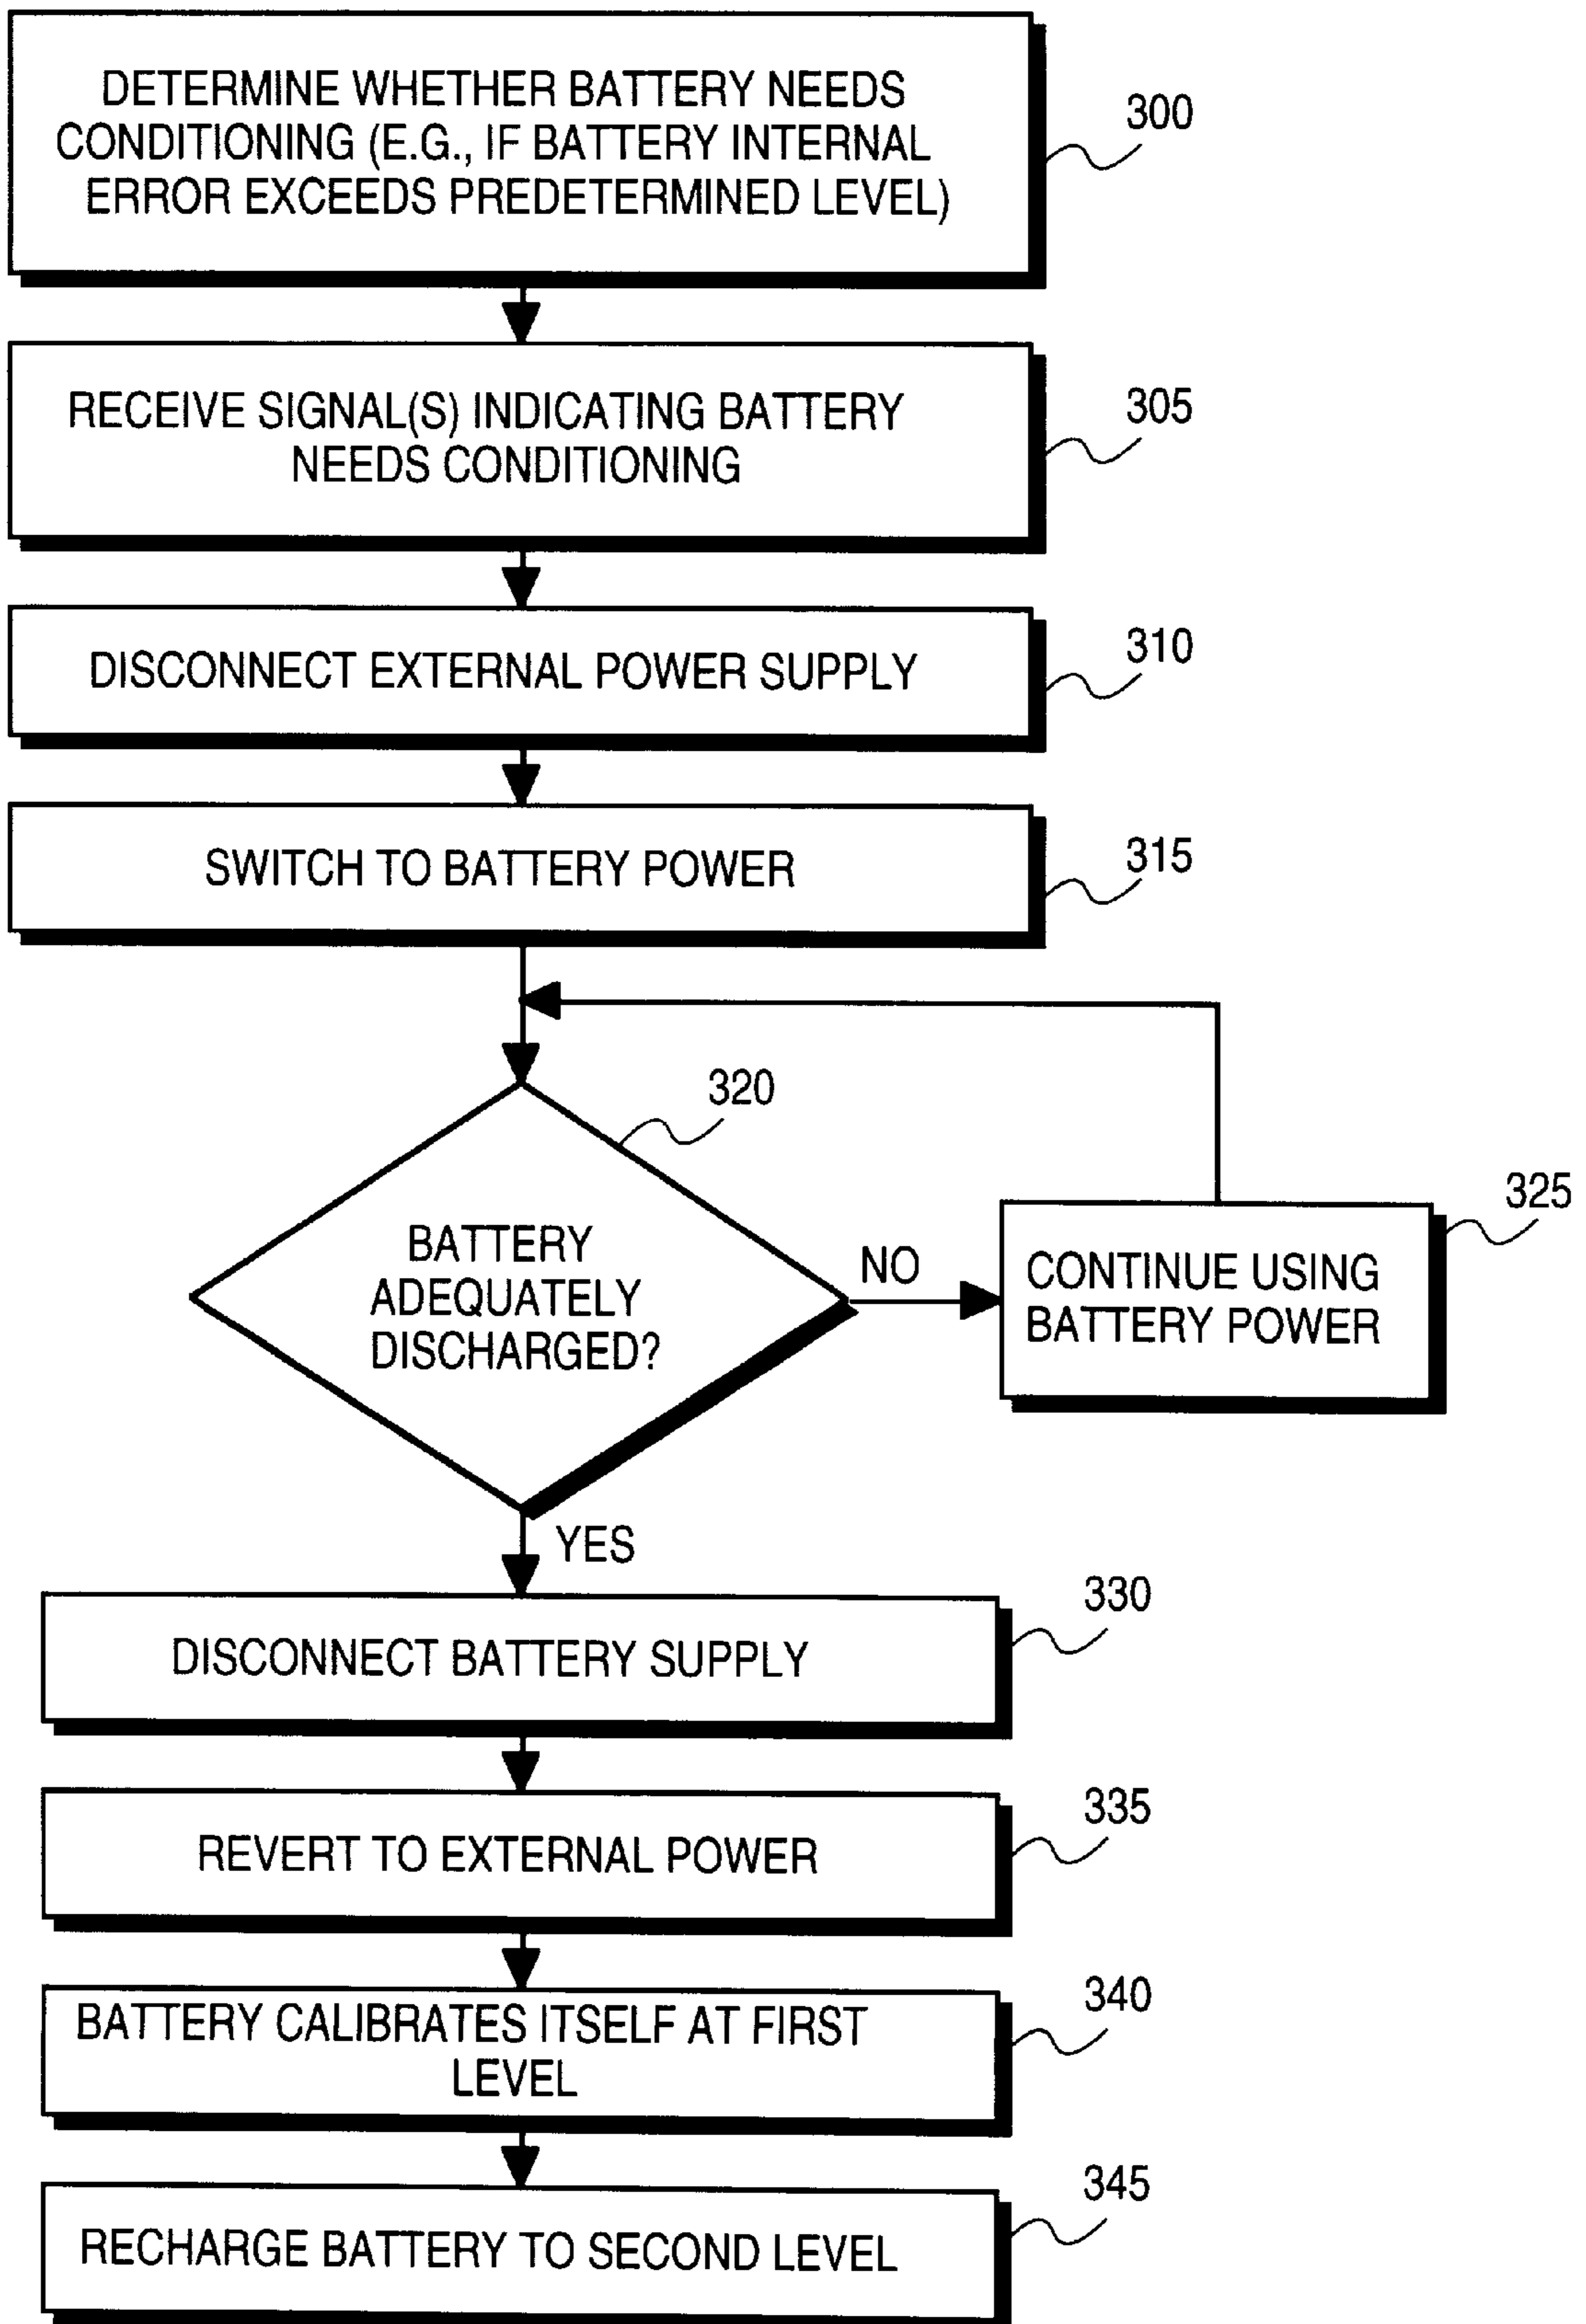 DETERMINE WHETHER BATTERY NEEDS
CONDITIONING (E.G., IF BATTERY INTERNAL
ERROR EXCEEDS PREDETERMINED LEVEL)
300
RECEIVE SIGNAL(S) INDICATING BATTERY
NEEDS CONDITIONING
305
DISCONNECT EXTERNAL POWER SUPPLY
310
SWITCH TO BATTERY POWER
315
320
BATTERY
ADEQUATELY
DISCHARGED?
NO
CONTINUE USING
BATTERY POWER
325
YES
DISCONNECT BATTERY SUPPLY
330
REVERT TO EXTERNAL POWER
335
BATTERY CALIBRATES ITSELF AT FIRST
LEVEL
340
RECHARGE BATTERY TO SECOND LEVEL
345